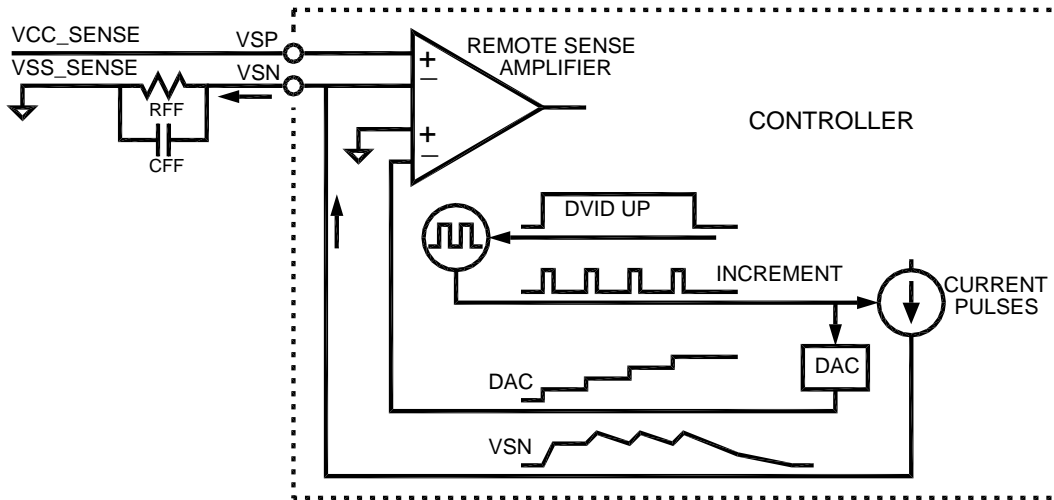 VCC_SENSE
VSP
VSS_SENSE
VSN
RFF
CFF
+
−
+
−
REMOTE SENSE
AMPLIFIER
CONTROLLER
DVID UP
INCREMENT
CURRENT
PULSES
DAC
DAC
VSN